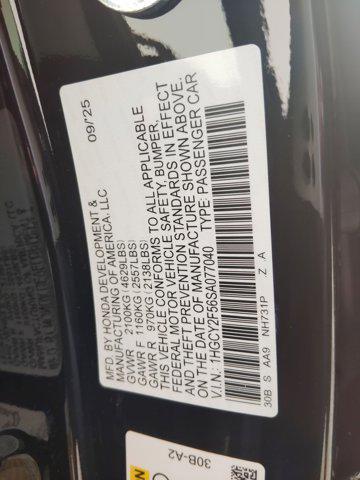 MFD. BY HONDA DEVELOPMENT &
MANUFACTURING OF AMERICA, LLC
09/'25
GVWR 2100KG (4629LBS)
GAWR F 1160KG (2557LBS)
GAWR R 970KG (2138LBS)
THIS VEHICLE CONFORMS TO ALL APPLICABLE
FEDERAL MOTOR VEHICLE SAFETY, BUMPER,
AND THEFT PREVENTION STANDARDS IN EFFECT
ON THE DATE OF MANUFACTURE SHOWN ABOVE.
V.I.N.: 1HGCY2F56SA077040
TYPE: PASSENGER CAR
30B S AA9 NH731P Z A
30B-A2